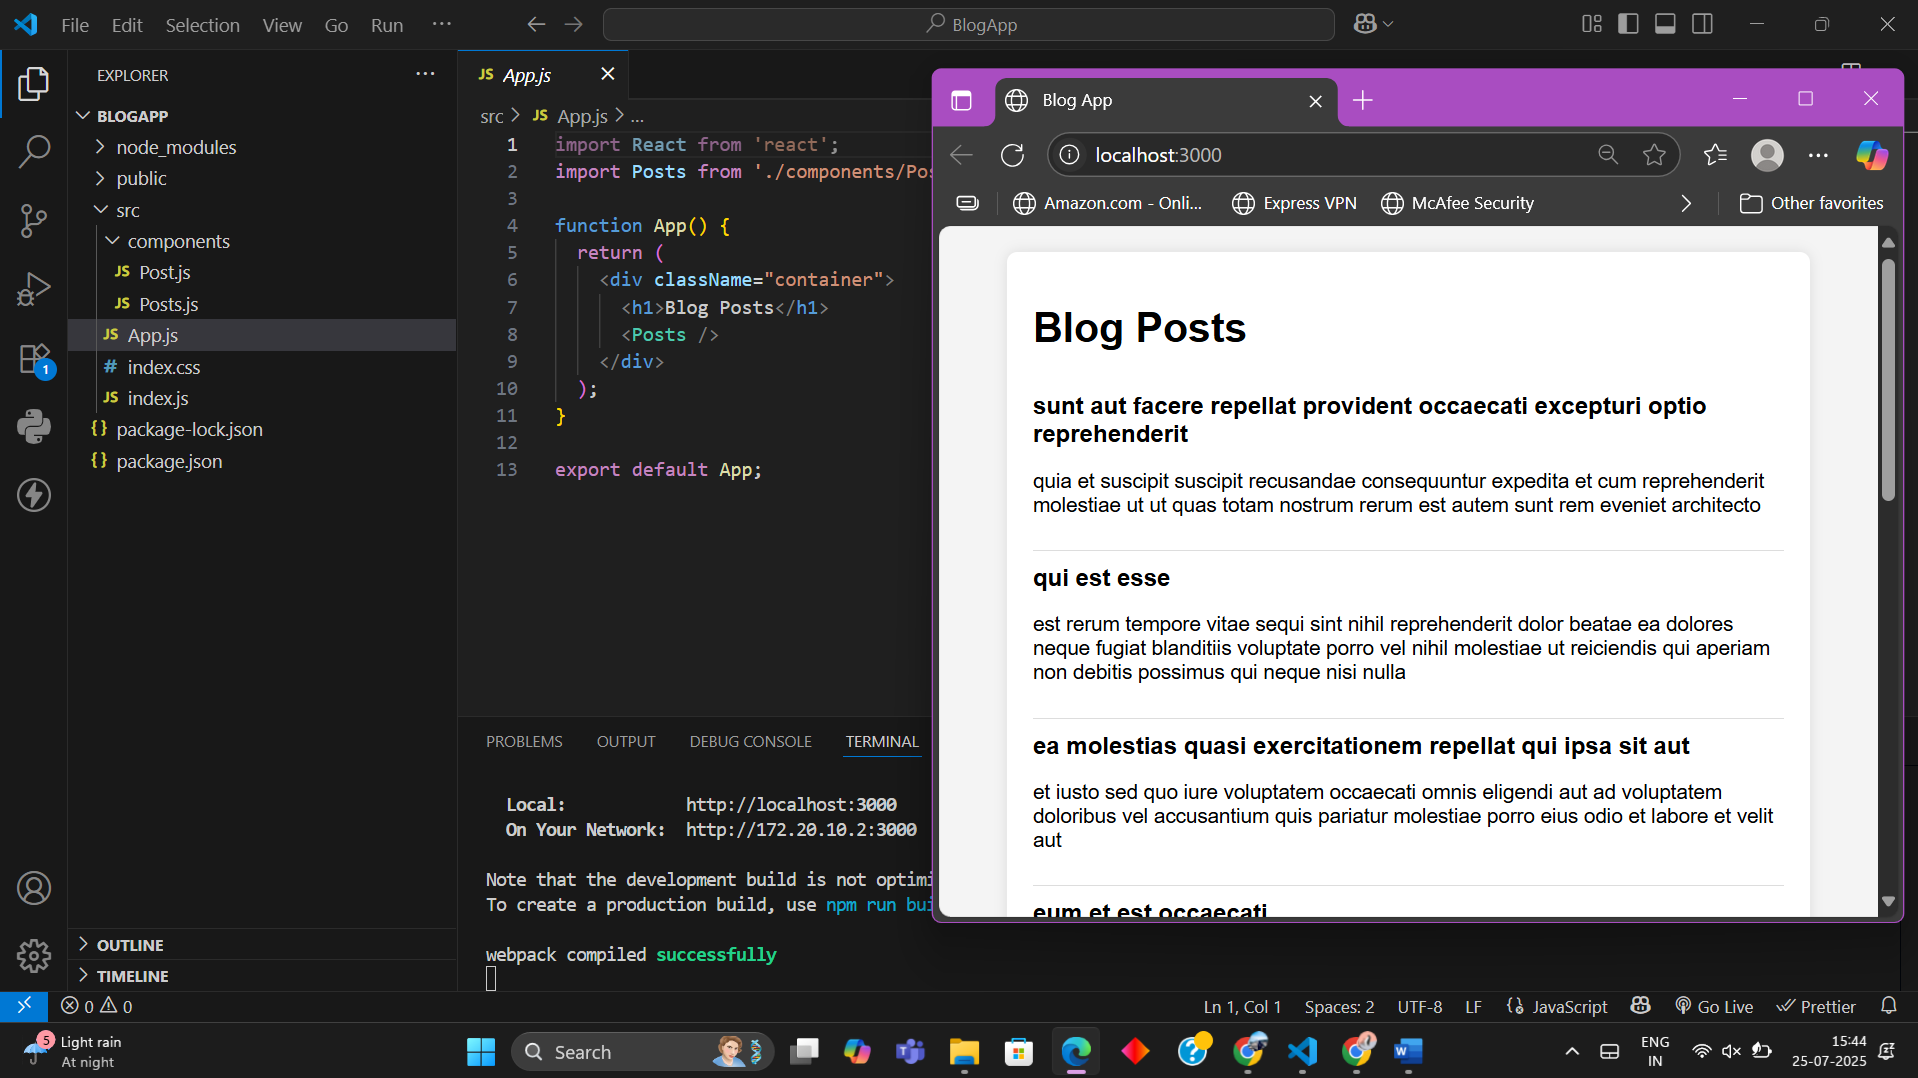 File Edit Selection View Go Run ...
BlogApp
EXPLORER
BLOGAPP
node_modules
public
src
components
JS Post.js
JS Posts.js
JS App.js
# index.css
JS index.js
{} package-lock.json
{} package.json
OUTLINE
TIMELINE
1
JS App.js
src > JS App.js > ...
1 import React from 'react';
2 import Posts from './components/Pos
3
4 function App() {
5 return (
6 <div className="container">
7 <h1>Blog Posts</h1>
8 <Posts />
9 </div>
10 );
11 }
12
13 export default App;
PROBLEMS OUTPUT DEBUG CONSOLE TERMINAL
Local: http://localhost:3000
On Your Network: http://172.20.10.2:3000
Note that the development build is not optimi
To create a production build, use npm run bui
webpack compiled successfully
Blog App
localhost:3000
Amazon.com - Onli... Express VPN McAfee Security Other favorites
Blog Posts
sunt aut facere repellat provident occaecati excepturi optio
reprehenderit
quia et suscipit suscipit recusandae consequuntur expedita et cum reprehenderit
molestiae ut ut quas totam nostrum rerum est autem sunt rem eveniet architecto
qui est esse
est rerum tempore vitae sequi sint nihil reprehenderit dolor beatae ea dolores
neque fugiat blanditiis voluptate porro vel nihil molestiae ut reiciendis qui aperiam
non debitis possimus qui neque nisi nulla
ea molestias quasi exercitationem repellat qui ipsa sit aut
et iusto sed quo iure voluptatem occaecati omnis eligendi aut ad voluptatem
doloribus vel accusantium quis pariatur molestiae porro eius odio et labore et velit
aut
eum et est occaecati
0 0
Ln 1, Col 1 Spaces: 2 UTF-8 LF {} JavaScript Go Live Prettier
5 Light rain
At night
Search
ENG
IN
15:44
25-07-2025